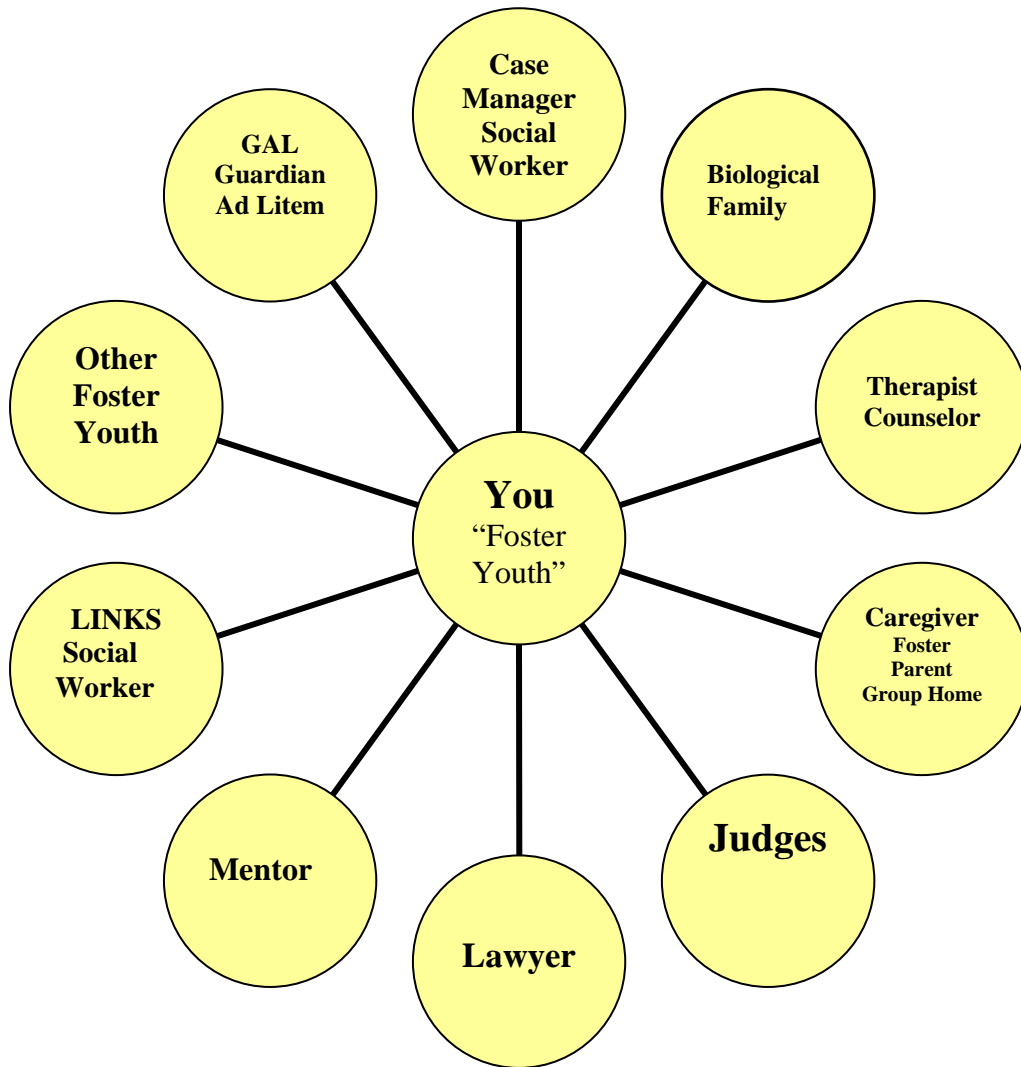 Case
Manager
Social
Worker
GAL
Guardian
Ad Litem
Biological
Family
Other
Foster
Youth
Therapist
Counselor
You
“Foster
Youth”
LINKS
Social
Worker
Caregiver
Foster
Parent
Group Home
Mentor
Judges
Lawyer